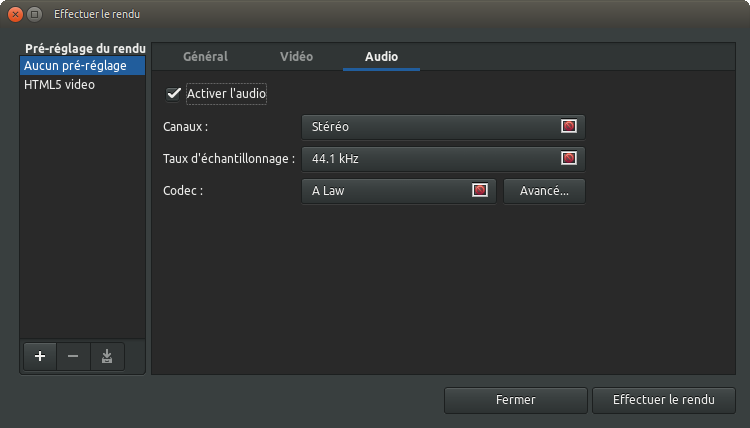 Effectuer le rendu
Pré-réglage du rendu
Aucun pré-réglage
HTML5 video
Général
Vidéo
Audio
Activer l'audio
Canaux :
Stéréo
Taux d'échantillonnage :
44.1 kHz
Codec :
A Law
Avancé...
Fermer
Effectuer le rendu